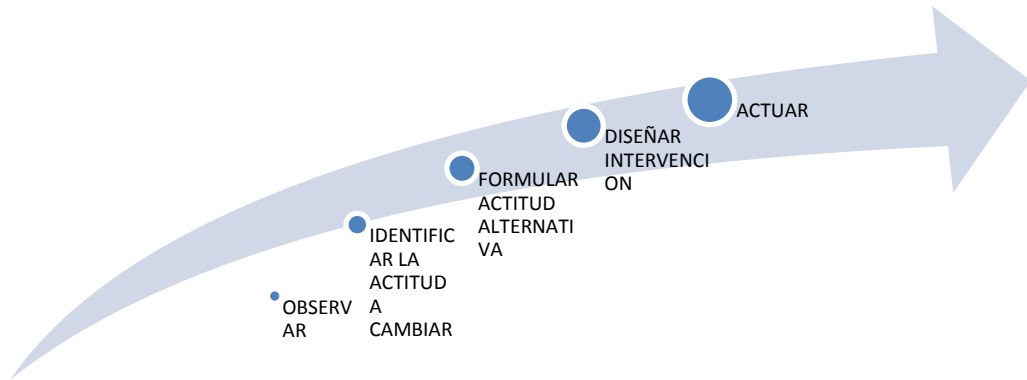 OBSERV
AR
IDENTIFIC
AR LA
ACTITUD
A
CAMBIAR
FORMULAR
ACTITUD
ALTERNATI
VA
DISEÑAR
INTERVENCI
ON
ACTUAR